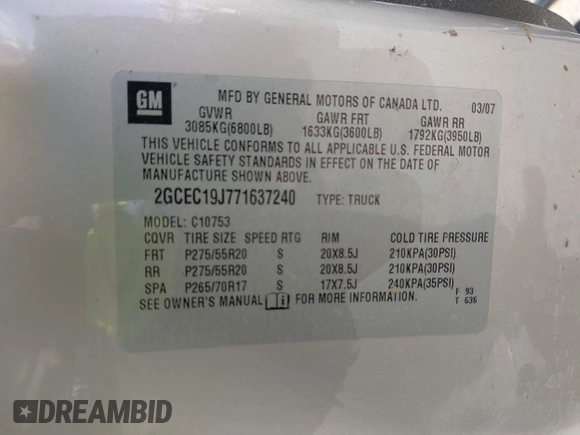 GM
MFD BY GENERAL MOTORS OF CANADA LTD. 03/07
GVWR GAWR FRT GAWR RR
3085KG(6800LB) 1633KG(3600LB) 1792KG(3950LB)
THIS VEHICLE CONFORMS TO ALL APPLICABLE U.S. FEDERAL MOTOR
VEHICLE SAFETY STANDARDS IN EFFECT ON THE DATE OF
MANUFACTURE SHOWN ABOVE.
2GCEC19J771637240 TYPE: TRUCK
MODEL: C10753
CQVR TIRE SIZE SPEED RTG RIM COLD TIRE PRESSURE
FRT P275/55R20 S 20X8.5J 210KPA(30PSI)
RR P275/55R20 S 20X8.5J 210KPA(30PSI)
SPA P265/70R17 S 17X7.5J 240KPA(35PSI)
SEE OWNER'S MANUAL i FOR MORE INFORMATION.
F 93
T 636
DREAMBID